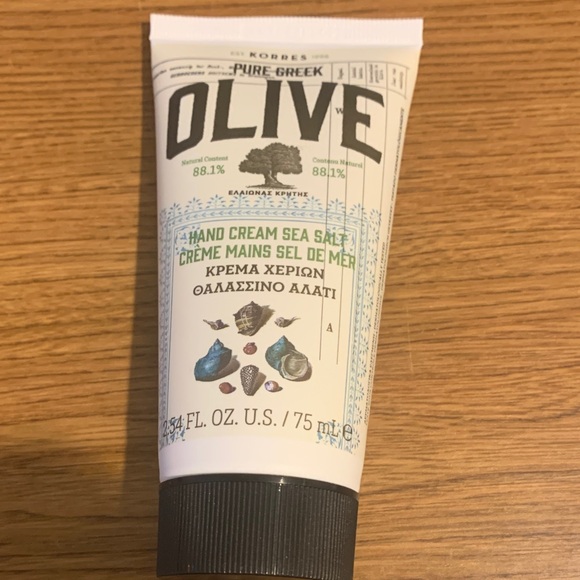 KORRES
PURE GREEK
OLIVE
Natural Content
88.1%
Contenu Naturel
88.1%
ΕΛΑΙΩΝΑΣ ΚΡΗΤΗΣ
HAND CREAM SEA SALT
CRÈME MAINS SEL DE MER
ΚΡΕΜΑ ΧΕΡΙΩΝ
ΘΑΛΑΣΣΙΝΟ ΑΛΑΤΙ
A
2.54 FL. OZ. U.S. / 75 mL e